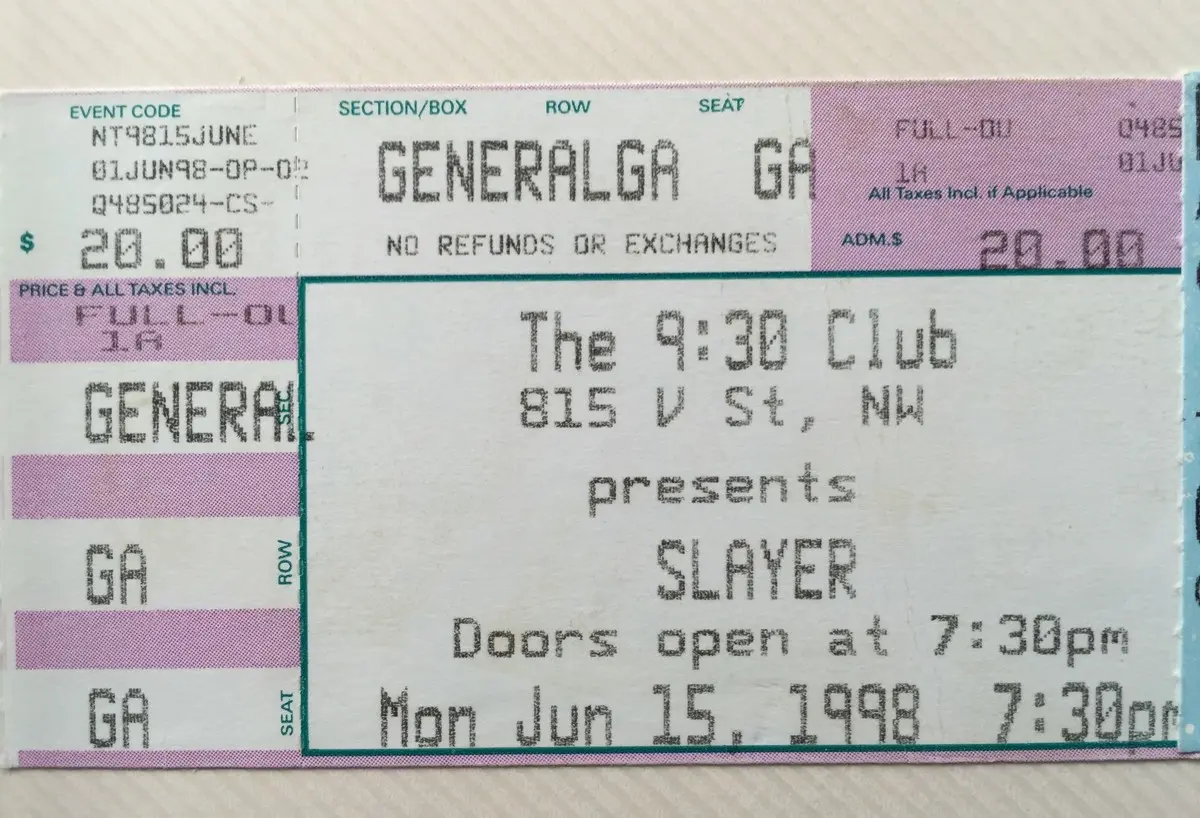 EVENT CODE
NT9815JUNE
01JUN98-OP-0
Q485024-CS-
$ 20.00
PRICE & ALL TAXES INCL.
FULL-OU
1A
GENERAL
SEC.
GA
ROW
GA
SEAT
SECTION/BOX ROW SEAT
GENERALGA GA
NO REFUNDS OR EXCHANGES
FULL-OU 0485
1A 01JU
All Taxes Incl. if Applicable
ADM.$ 20.00
The 9:30 Club
815 V St, NW
presents
SLAYER
Doors open at 7:30pm
Mon Jun 15, 1998 7:30pm